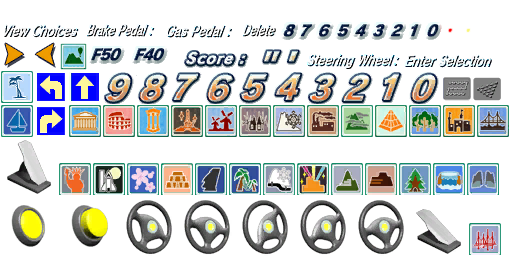 View Choices Brake Pedal : Gas Pedal : Delete 8 7 6 5 4 3 2 1 0
F50 F40 Score : " " Steering Wheel : Enter Selection
9 8 7 6 5 4 3 2 1 0